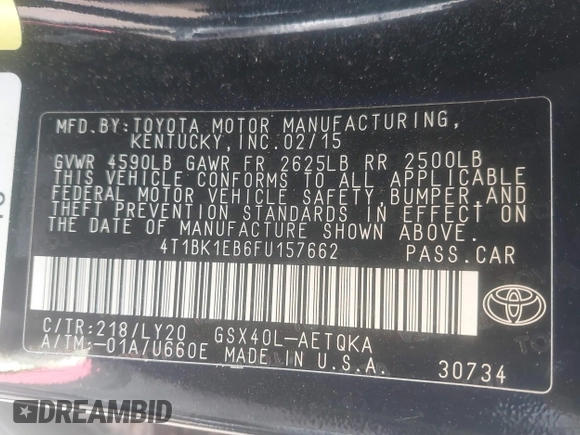 MFD.BY:TOYOTA MOTOR MANUFACTURING,
KENTUCKY,INC.02/15
GVWR 4590LB GAWR FR 2625LB RR 2500LB
THIS VEHICLE CONFORMS TO ALL APPLICABLE
FEDERAL MOTOR VEHICLE SAFETY,BUMPER,AND
THEFT PREVENTION STANDARDS IN EFFECT ON
THE DATE OF MANUFACTURE SHOWN ABOVE.
4T1BK1EB6FU157662 PASS.CAR
C/TR:218/LY20 GSX40L-AETQKA
A/TM:-01A/U660E MADE IN U.S.A.
30734
DREAMBID